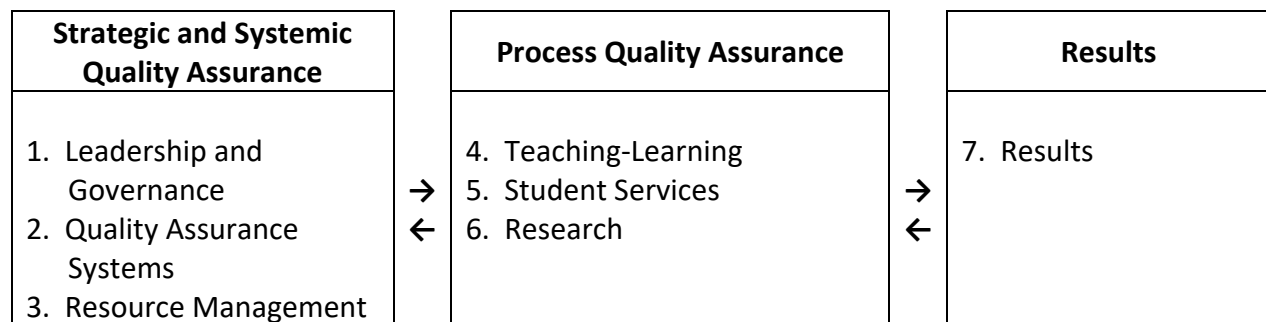 Strategic and Systemic
Quality Assurance
1. Leadership and
Governance
2. Quality Assurance
Systems
3. Resource Management
→
←
Process Quality Assurance
4. Teaching-Learning
5. Student Services
6. Research
→
←
Results
7. Results